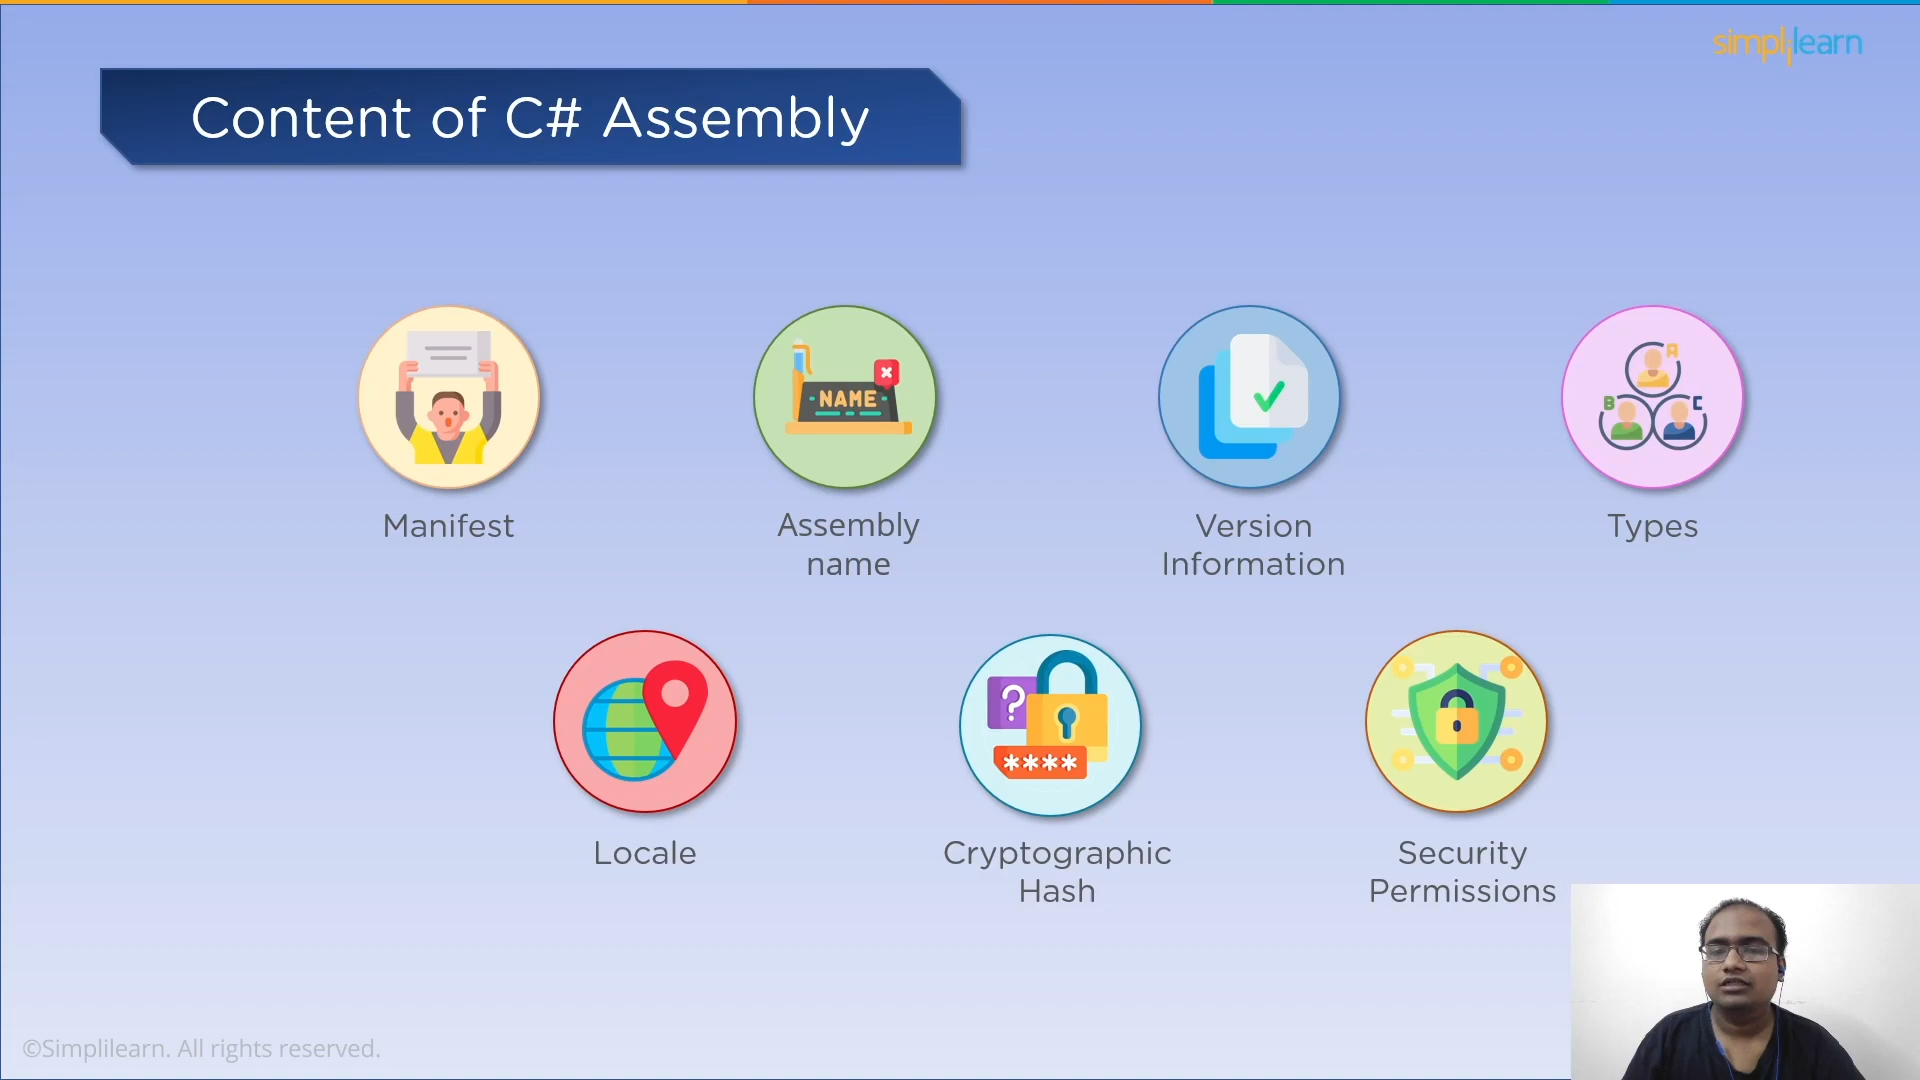 simplilearn
Content of C# Assembly
NAME
A
B
C
Manifest
Assembly
name
Version
Information
Types
?
****
Locale
Cryptographic
Hash
Security
Permissions
©Simplilearn. All rights reserved.